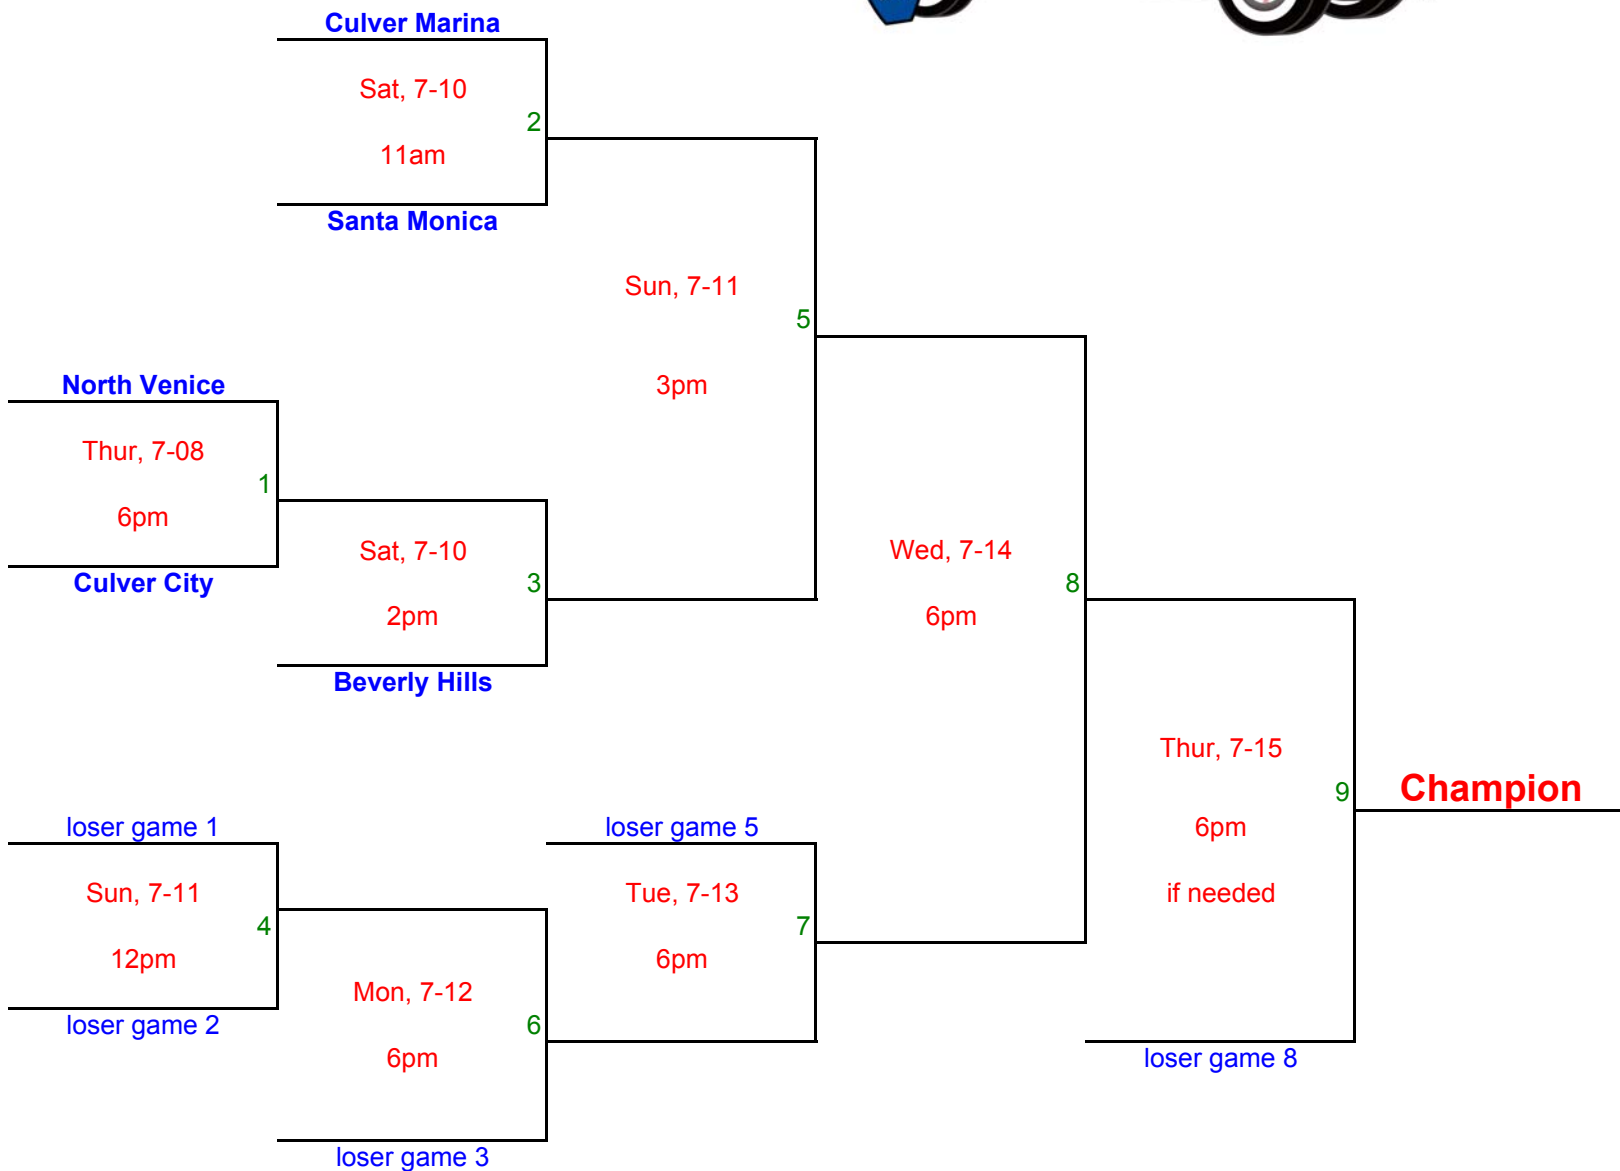 Culver Marina
Sat, 7-10
2
11am
Santa Monica
Sun, 7-11
5
3pm
North Venice
Thur, 7-08
1
6pm
Culver City
Sat, 7-10
3
2pm
Beverly Hills
Wed, 7-14
8
6pm
Thur, 7-15
9
Champion
6pm
if needed
loser game 8
loser game 1
Sun, 7-11
4
12pm
loser game 2
loser game 5
Tue, 7-13
7
6pm
Mon, 7-12
6
6pm
loser game 3